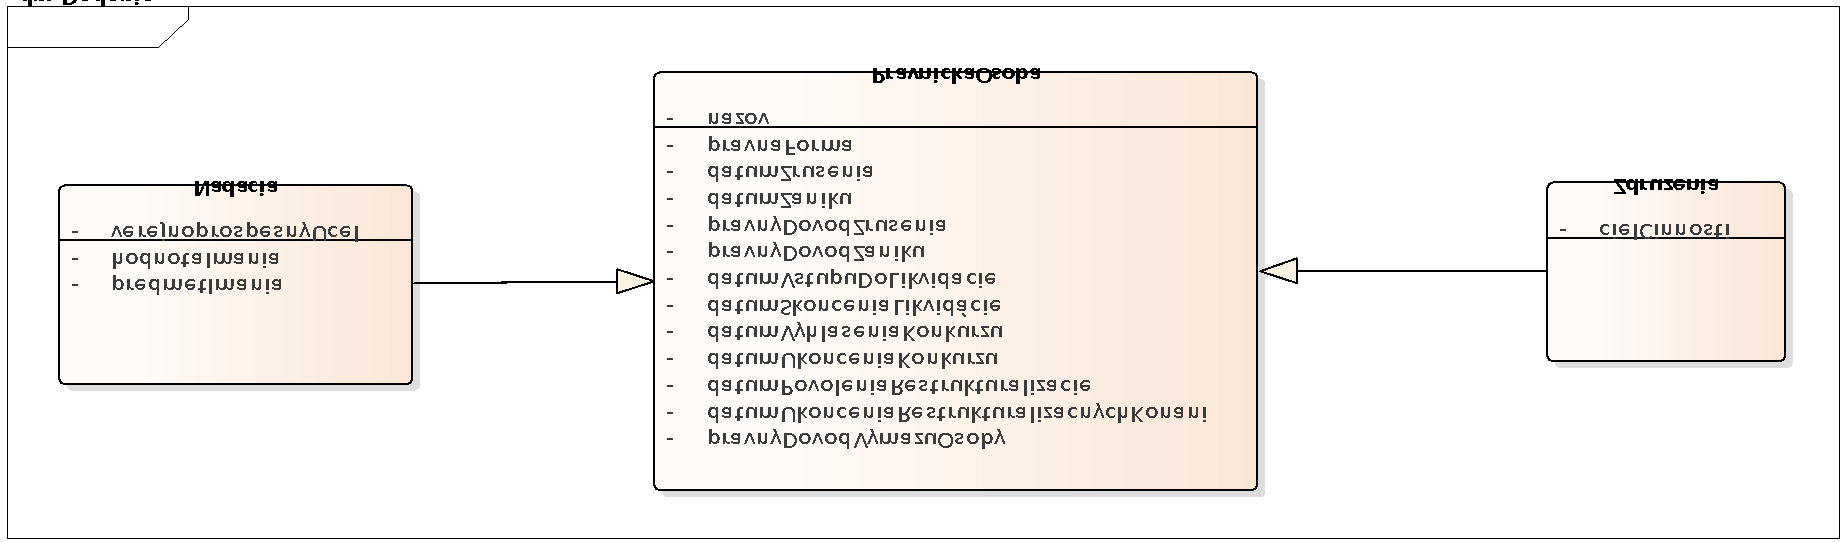 Nadacia
- verejnoprospesnyUcel
- hodnotaImania
- predmetImania
PravnickaOsoba
- nazov
- pravnaForma
- datumZrusenia
- datumZaniku
- pravnyDovodZrusenia
- pravnyDovodZaniku
- datumVstupuDoLikvidacie
- datumSkonceniaLikvidácie
- datumVyhlaseniaKonkurzu
- datumUkonceniaKonkurzu
- datumPovoleniaRestrukturalizacie
- datumUkonceniaRestrukturalizacnychKonani
- pravnyDovodVymazuOsoby
Zdruzenia
- cielCinnosti